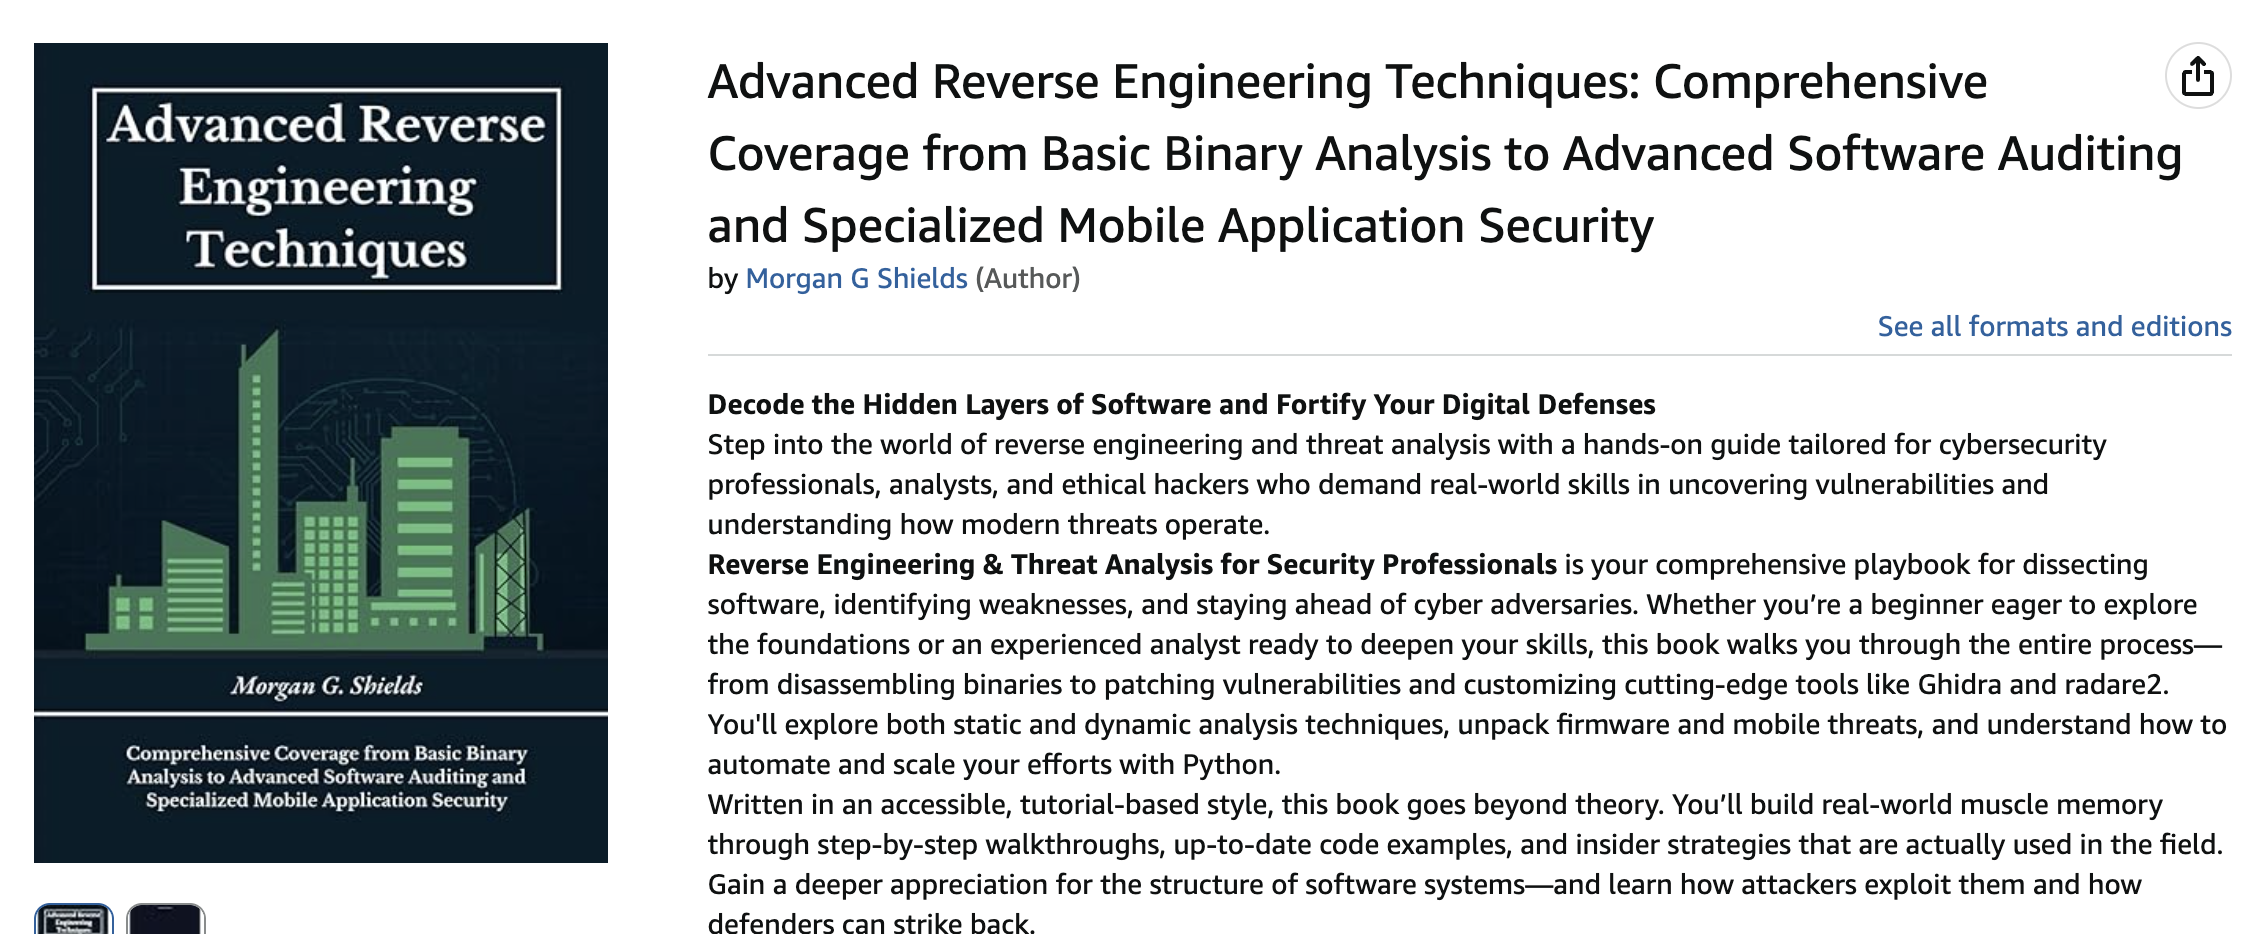 Advanced Reverse
Engineering
Techniques
Morgan G. Shields
Comprehensive Coverage from Basic Binary
Analysis to Advanced Software Auditing and
Specialized Mobile Application Security
Advanced Reverse
Engineering
Techniques
Advanced Reverse Engineering Techniques: Comprehensive
Coverage from Basic Binary Analysis to Advanced Software Auditing
and Specialized Mobile Application Security
by Morgan G Shields (Author)
See all formats and editions
Decode the Hidden Layers of Software and Fortify Your Digital Defenses
Step into the world of reverse engineering and threat analysis with a hands-on guide tailored for cybersecurity
professionals, analysts, and ethical hackers who demand real-world skills in uncovering vulnerabilities and
understanding how modern threats operate.
Reverse Engineering & Threat Analysis for Security Professionals is your comprehensive playbook for dissecting
software, identifying weaknesses, and staying ahead of cyber adversaries. Whether you’re a beginner eager to explore
the foundations or an experienced analyst ready to deepen your skills, this book walks you through the entire process—
from disassembling binaries to patching vulnerabilities and customizing cutting-edge tools like Ghidra and radare2.
You'll explore both static and dynamic analysis techniques, unpack firmware and mobile threats, and understand how to
automate and scale your efforts with Python.
Written in an accessible, tutorial-based style, this book goes beyond theory. You’ll build real-world muscle memory
through step-by-step walkthroughs, up-to-date code examples, and insider strategies that are actually used in the field.
Gain a deeper appreciation for the structure of software systems—and learn how attackers exploit them and how
defenders can strike back.